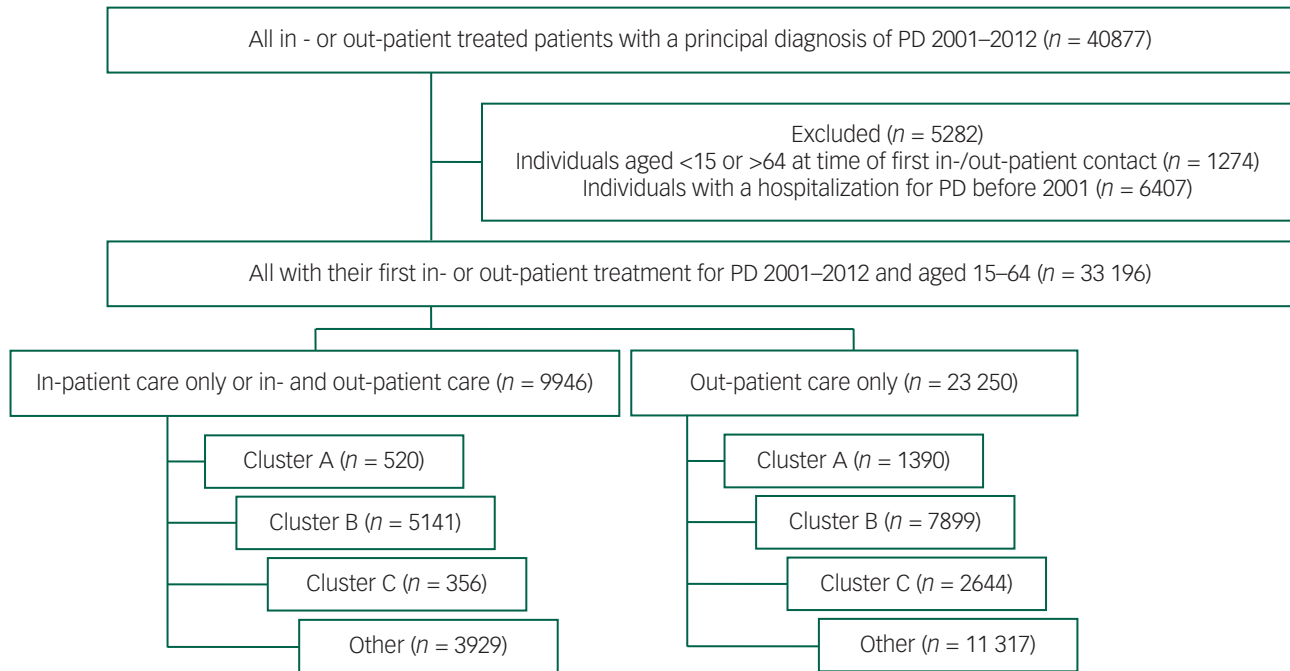 All in - or out-patient treated patients with a principal diagnosis of PD 2001–2012 (n = 40877)
Excluded (n = 5282)
Individuals aged <15 or >64 at time of first in-/out-patient contact (n = 1274)
Individuals with a hospitalization for PD before 2001 (n = 6407)
All with their first in- or out-patient treatment for PD 2001–2012 and aged 15–64 (n = 33 196)
In-patient care only or in- and out-patient care (n = 9946)
Cluster A (n = 520)
Cluster B (n = 5141)
Cluster C (n = 356)
Other (n = 3929)
Out-patient care only (n = 23 250)
Cluster A (n = 1390)
Cluster B (n = 7899)
Cluster C (n = 2644)
Other (n = 11 317)